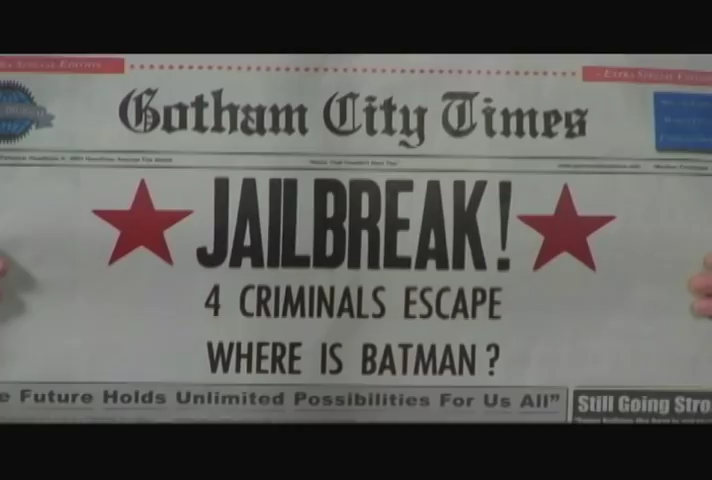 Gotham City Times
JAILBREAK!
4 CRIMINALS ESCAPE
WHERE IS BATMAN?
Future Holds Unlimited Possibilities For Us All”
Still Going